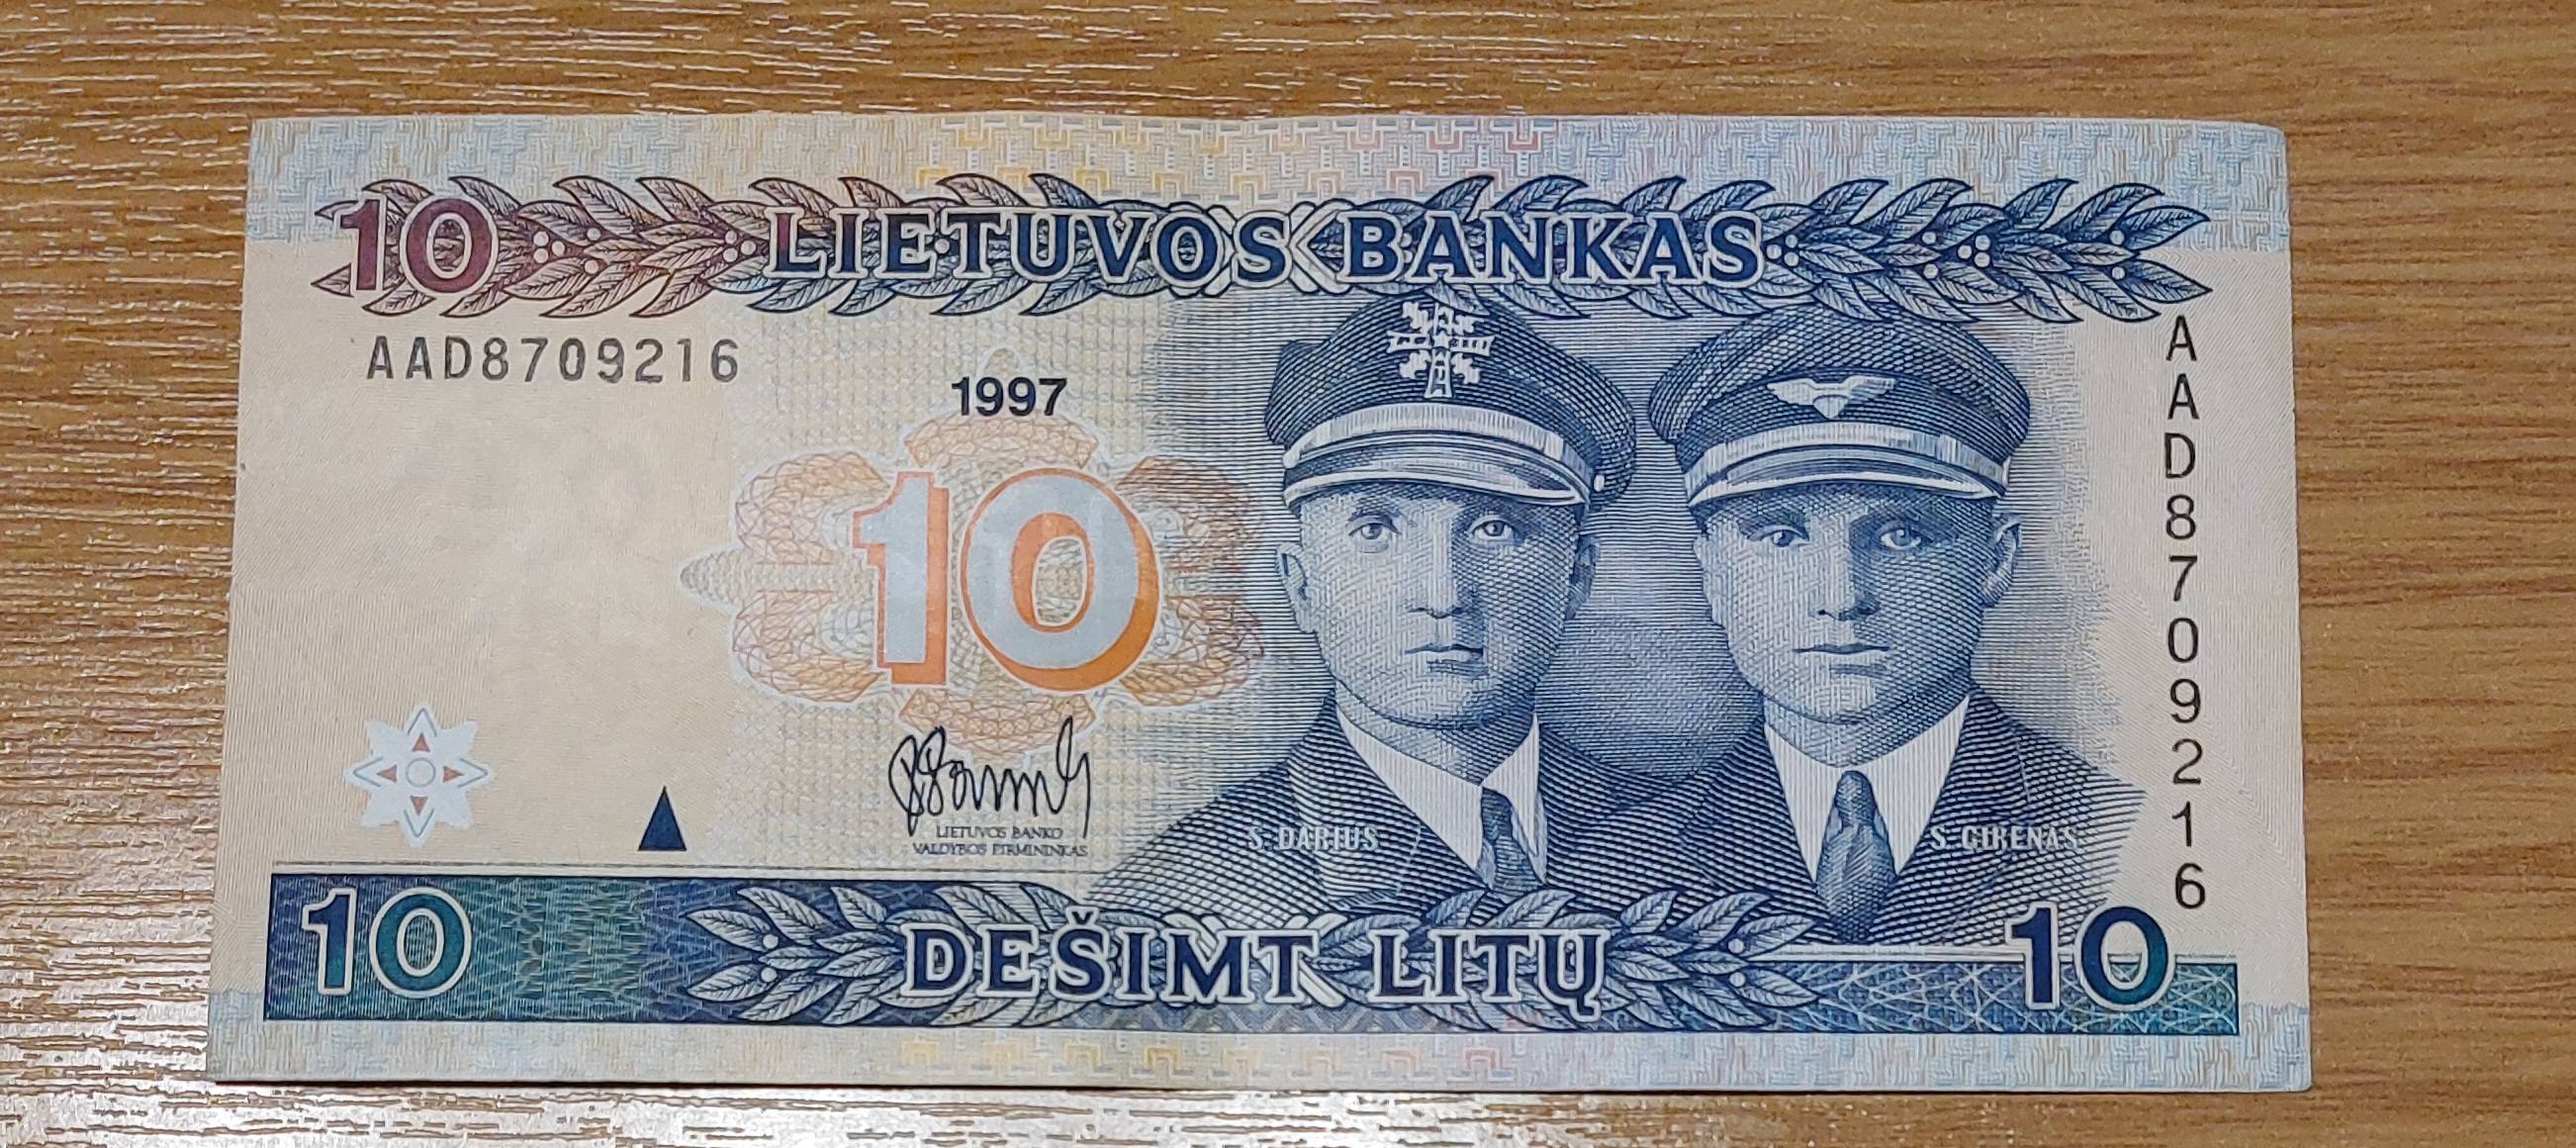 10 LIETUVOS BANKAS
AAD8709216
1997
10
LIETUVOS BANKO
VALDYBOS PIRMININKAS
S. DARIUS
S. GIRĖNAS
AAD8709216
10 DEŠIMT LITŲ 10